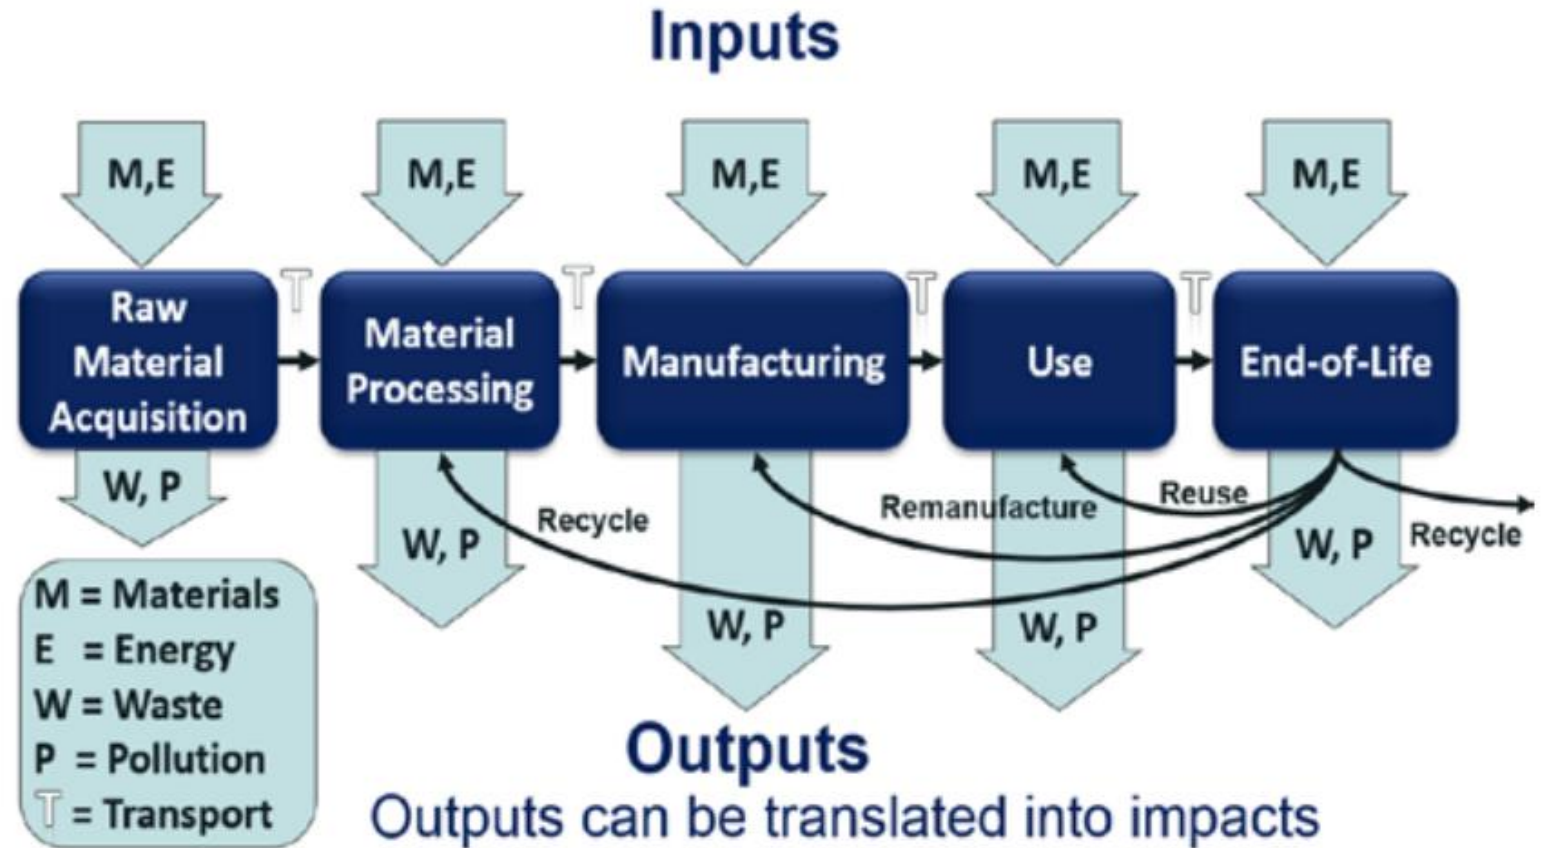 Inputs
M,E
M,E
M,E
M,E
M,E
T
T
T
T
Raw
Material
Acquisition
Material
Processing
Manufacturing
Use
End-of-Life
W, P
Recycle
Remanufacture
Reuse
Recycle
W, P
W, P
W, P
W, P
M = Materials
E = Energy
W = Waste
P = Pollution
T = Transport
Outputs
Outputs can be translated into impacts